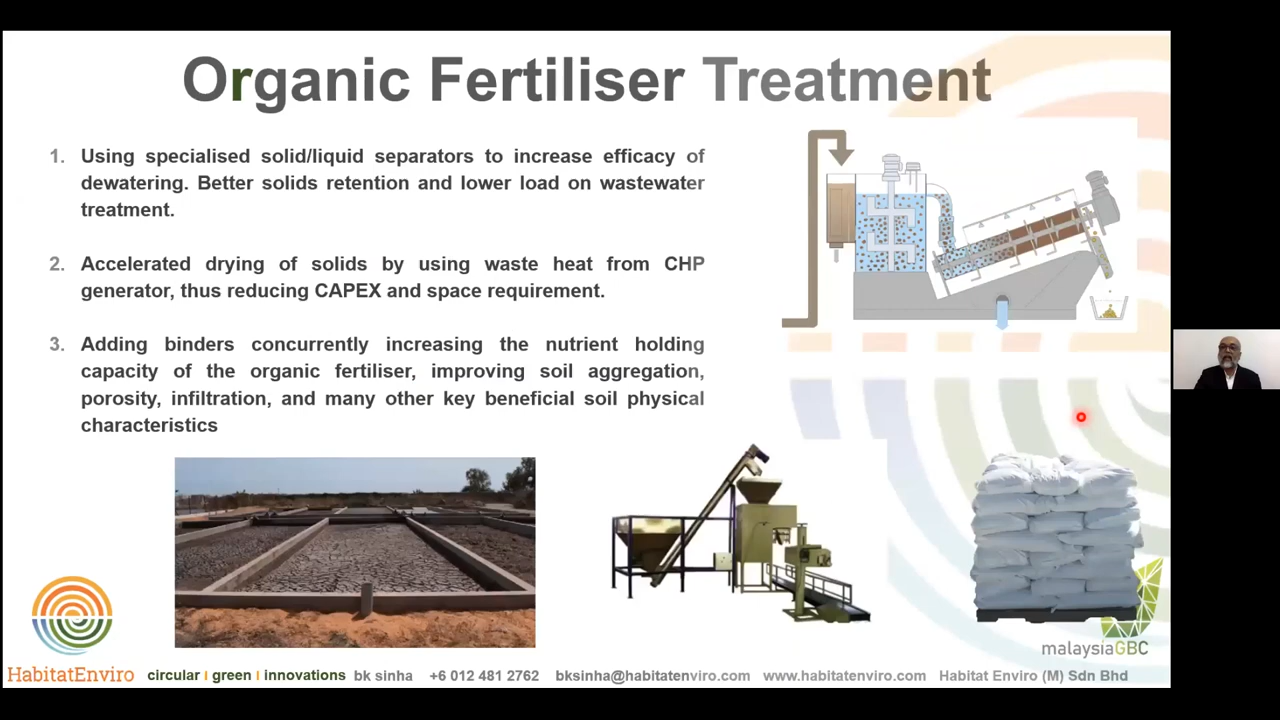 Organic Fertiliser Treatment
1. Using specialised solid/liquid separators to increase efficacy of
dewatering. Better solids retention and lower load on wastewater
treatment.
2. Accelerated drying of solids by using waste heat from CHP
generator, thus reducing CAPEX and space requirement.
3. Adding binders concurrently increasing the nutrient holding
capacity of the organic fertiliser, improving soil aggregation,
porosity, infiltration, and many other key beneficial soil physical
characteristics
malaysiaGBC
HabitatEnviro circular I green I innovations bk sinha +6 012 481 2762 bksinha@habitatenviro.com www.habitatenviro.com Habitat Enviro (M) Sdn Bhd